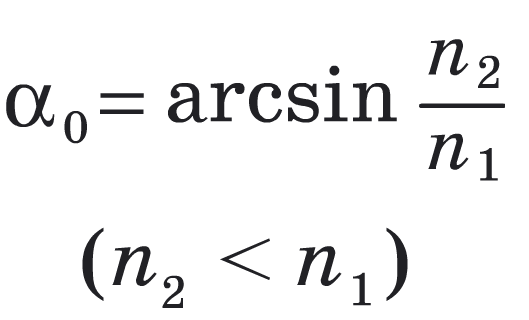 α₀ = arcsin n₂/n₁
(n₂ < n₁)